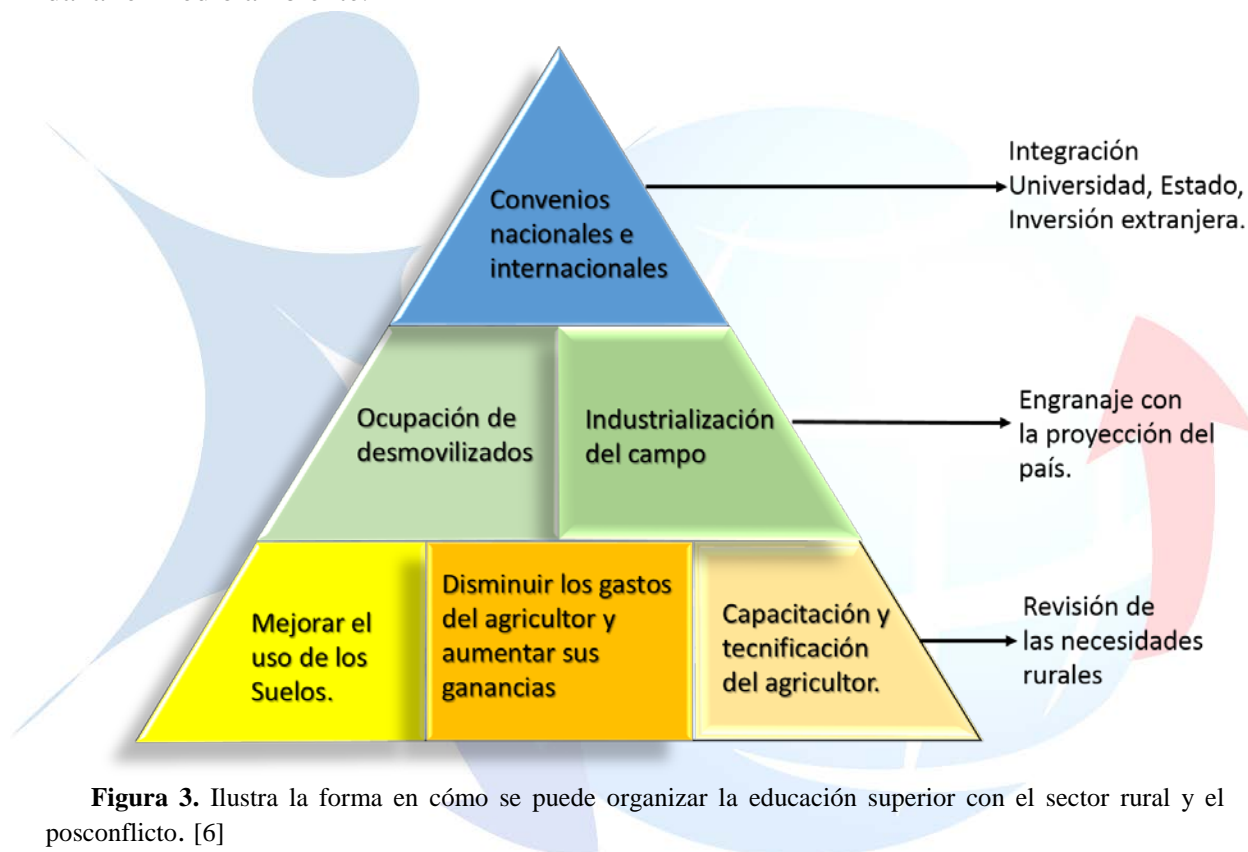 Convenios
nacionales e
internacionales
Integración
Universidad, Estado,
Inversión extranjera.
Ocupación de
desmovilizados
Industrialización
del campo
Engranaje con
la proyección del
país.
Mejorar el
uso de los
Suelos.
Disminuir los gastos
del agricultor y
aumentar sus
ganancias
Capacitación y
tecnificación
del agricultor.
Revisión de
las necesidades
rurales
Figura 3. Ilustra la forma en cómo se puede organizar la educación superior con el sector rural y el
posconflicto. [6]